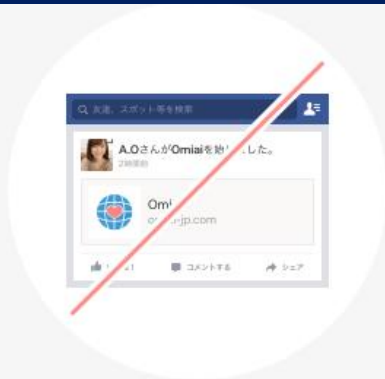 友達、スポット等を検索
A.OさんがOmiaiを始 した。
2時間前
Omi
-jp.com
コメントする シェア